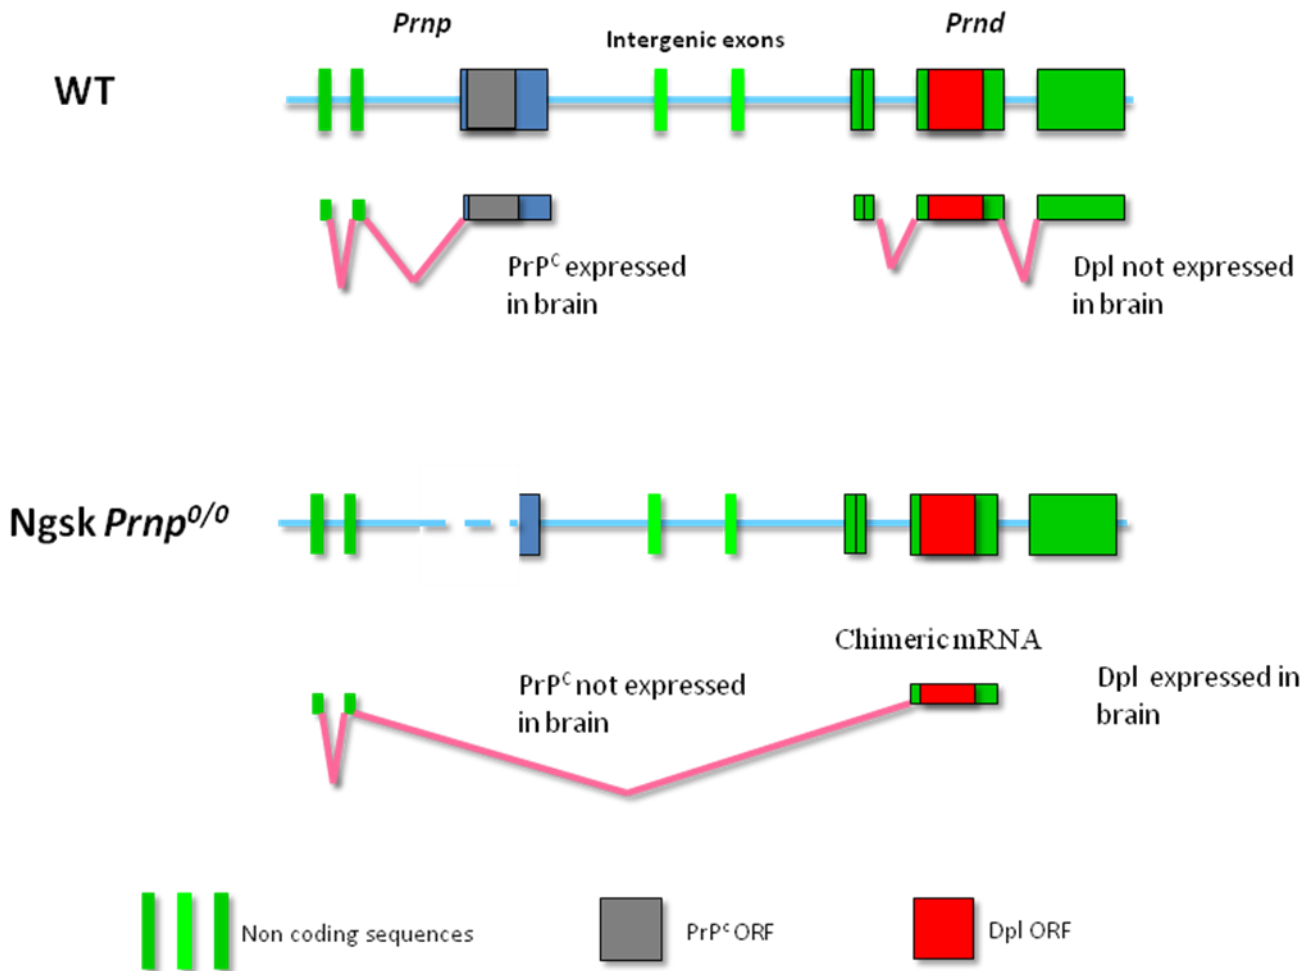 Prnp
Prnd
Intergenic exons
WT
PrPᶜ expressed
in brain
Dpl not expressed
in brain
Ngsk Prnp⁰/⁰
Chimeric mRNA
PrPᶜ not expressed
in brain
Dpl expressed in
brain
Non coding sequences
PrPᶜ ORF
Dpl ORF